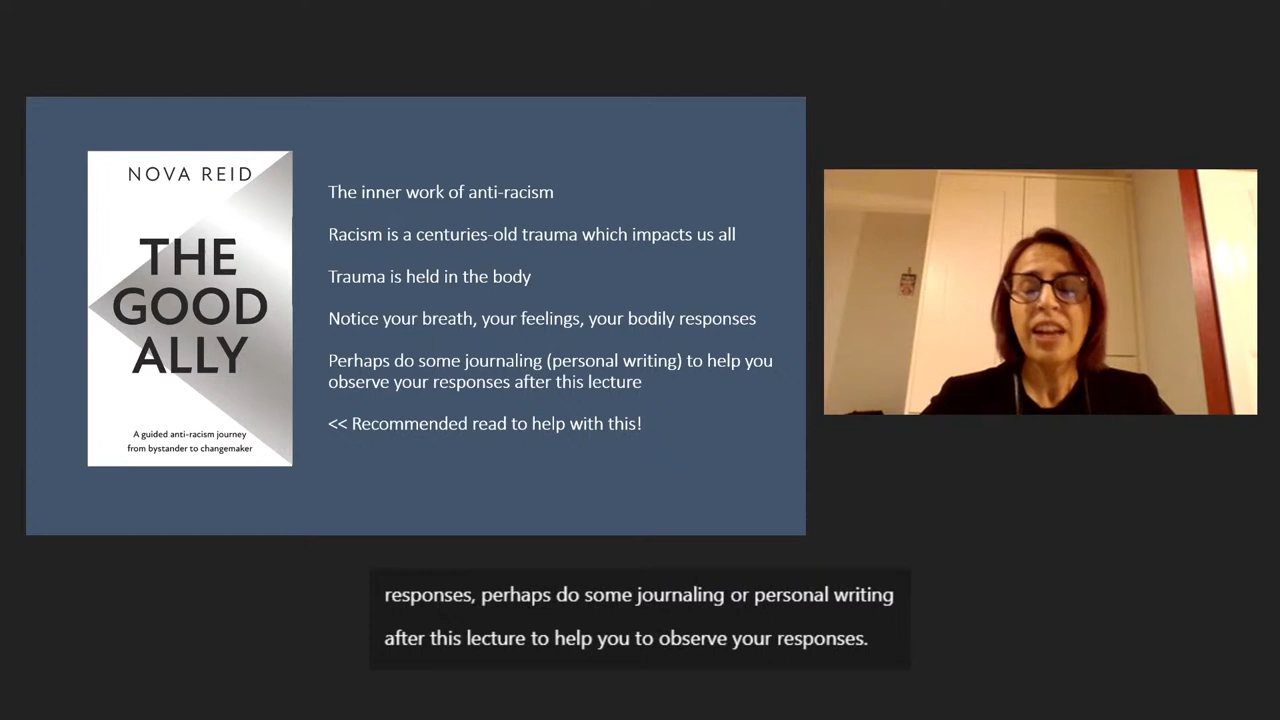 NOVA REID
THE
GOOD
ALLY
A guided anti-racism journey
from bystander to changemaker
The inner work of anti-racism
Racism is a centuries-old trauma which impacts us all
Trauma is held in the body
Notice your breath, your feelings, your bodily responses
Perhaps do some journaling (personal writing) to help you
observe your responses after this lecture
<< Recommended read to help with this!
responses, perhaps do some journaling or personal writing
after this lecture to help you to observe your responses.